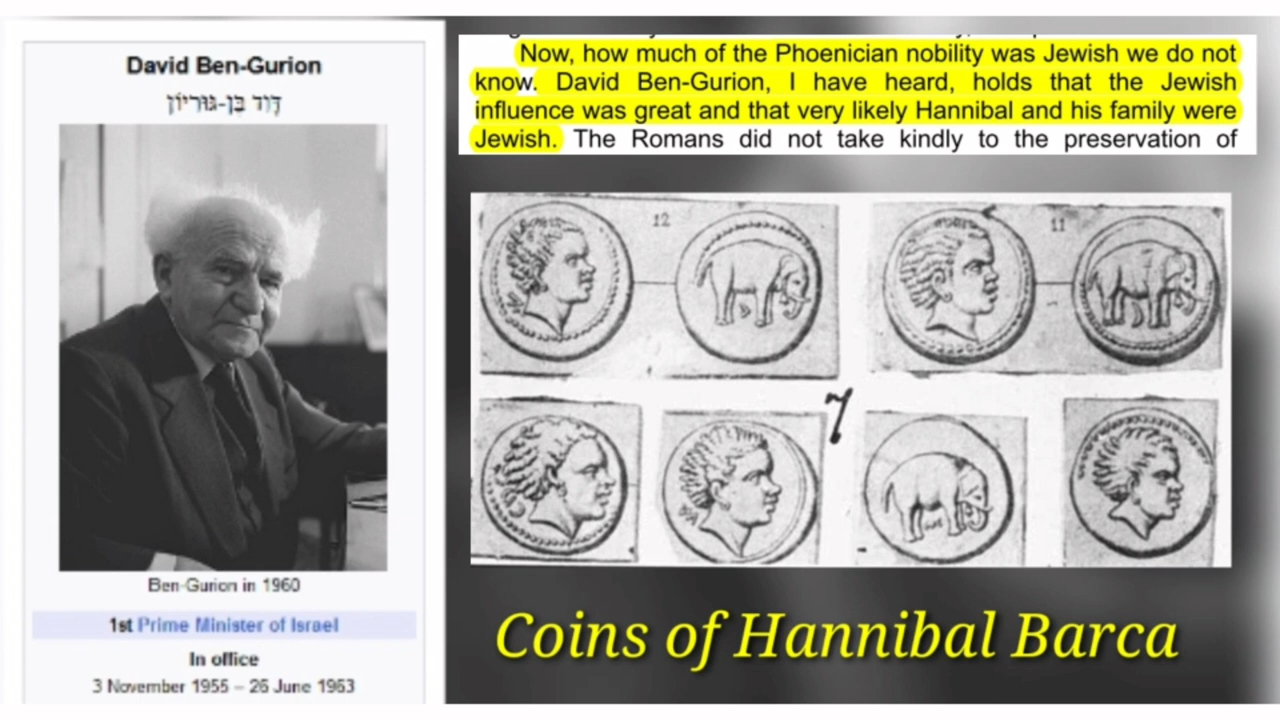 David Ben-Gurion
דָּוִד בֶּן-גּוּרִיּוֹן
Ben-Gurion in 1960
1st Prime Minister of Israel
In office
3 November 1955 – 26 June 1963
Now, how much of the Phoenician nobility was Jewish we do not
know. David Ben-Gurion, I have heard, holds that the Jewish
influence was great and that very likely Hannibal and his family were
Jewish. The Romans did not take kindly to the preservation of
12
11
7
Coins of Hannibal Barca